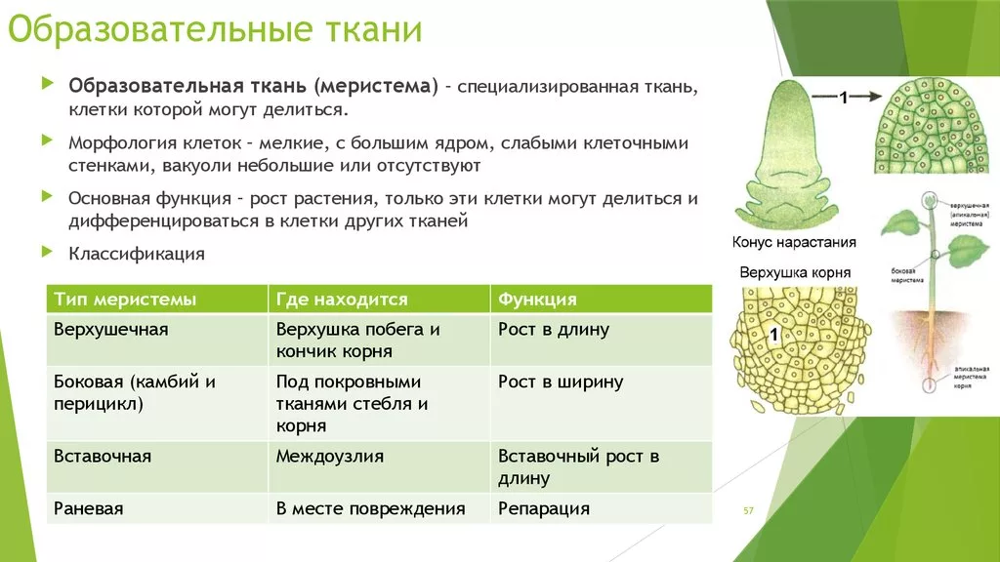 Образовательные ткани
Образовательная ткань (меристема) – специализированная ткань,
клетки которой могут делиться.
Морфология клеток – мелкие, с большим ядром, слабыми клеточными
стенками, вакуоли небольшие или отсутствуют
Основная функция – рост растения, только эти клетки могут делиться и
дифференцироваться в клетки других тканей
Классификация
Тип меристемы Где находится Функция
Верхушечная Верхушка побега и Рост в длину
кончик корня
Боковая (камбий и Под покровными Рост в ширину
перицикл) тканями стебля и
корня
Вставочная Междоузлия Вставочный рост в
длину
Раневая В месте повреждения Репарация
1
Конус нарастания
Верхушка корня
1
верхушечная
(апикальная)
меристема
боковая
меристема
апикальная
меристема
корня
57